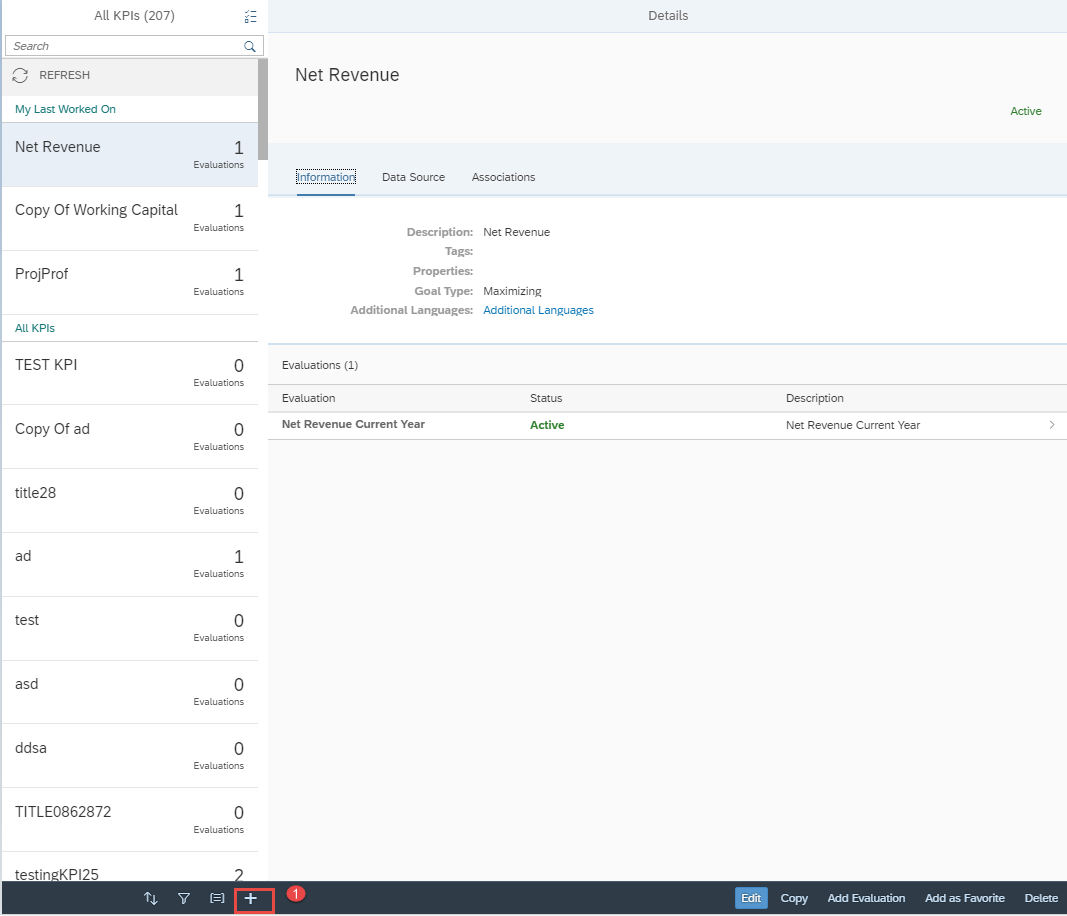 All KPIs (207)
Search
REFRESH
My Last Worked On
Net Revenue 1
Evaluations
Copy Of Working Capital 1
Evaluations
ProjProf 1
Evaluations
All KPIs
TEST KPI 0
Evaluations
Copy Of ad 0
Evaluations
title28 0
Evaluations
ad 1
Evaluations
test 0
Evaluations
asd 0
Evaluations
ddsa 0
Evaluations
TITLE0862872 0
Evaluations
testingKPI25 2
1
Details
Net Revenue
Active
Information Data Source Associations
Description: Net Revenue
Tags:
Properties:
Goal Type: Maximizing
Additional Languages: Additional Languages
Evaluations (1)
Evaluation Status Description
Net Revenue Current Year Active Net Revenue Current Year
Edit Copy Add Evaluation Add as Favorite Delete